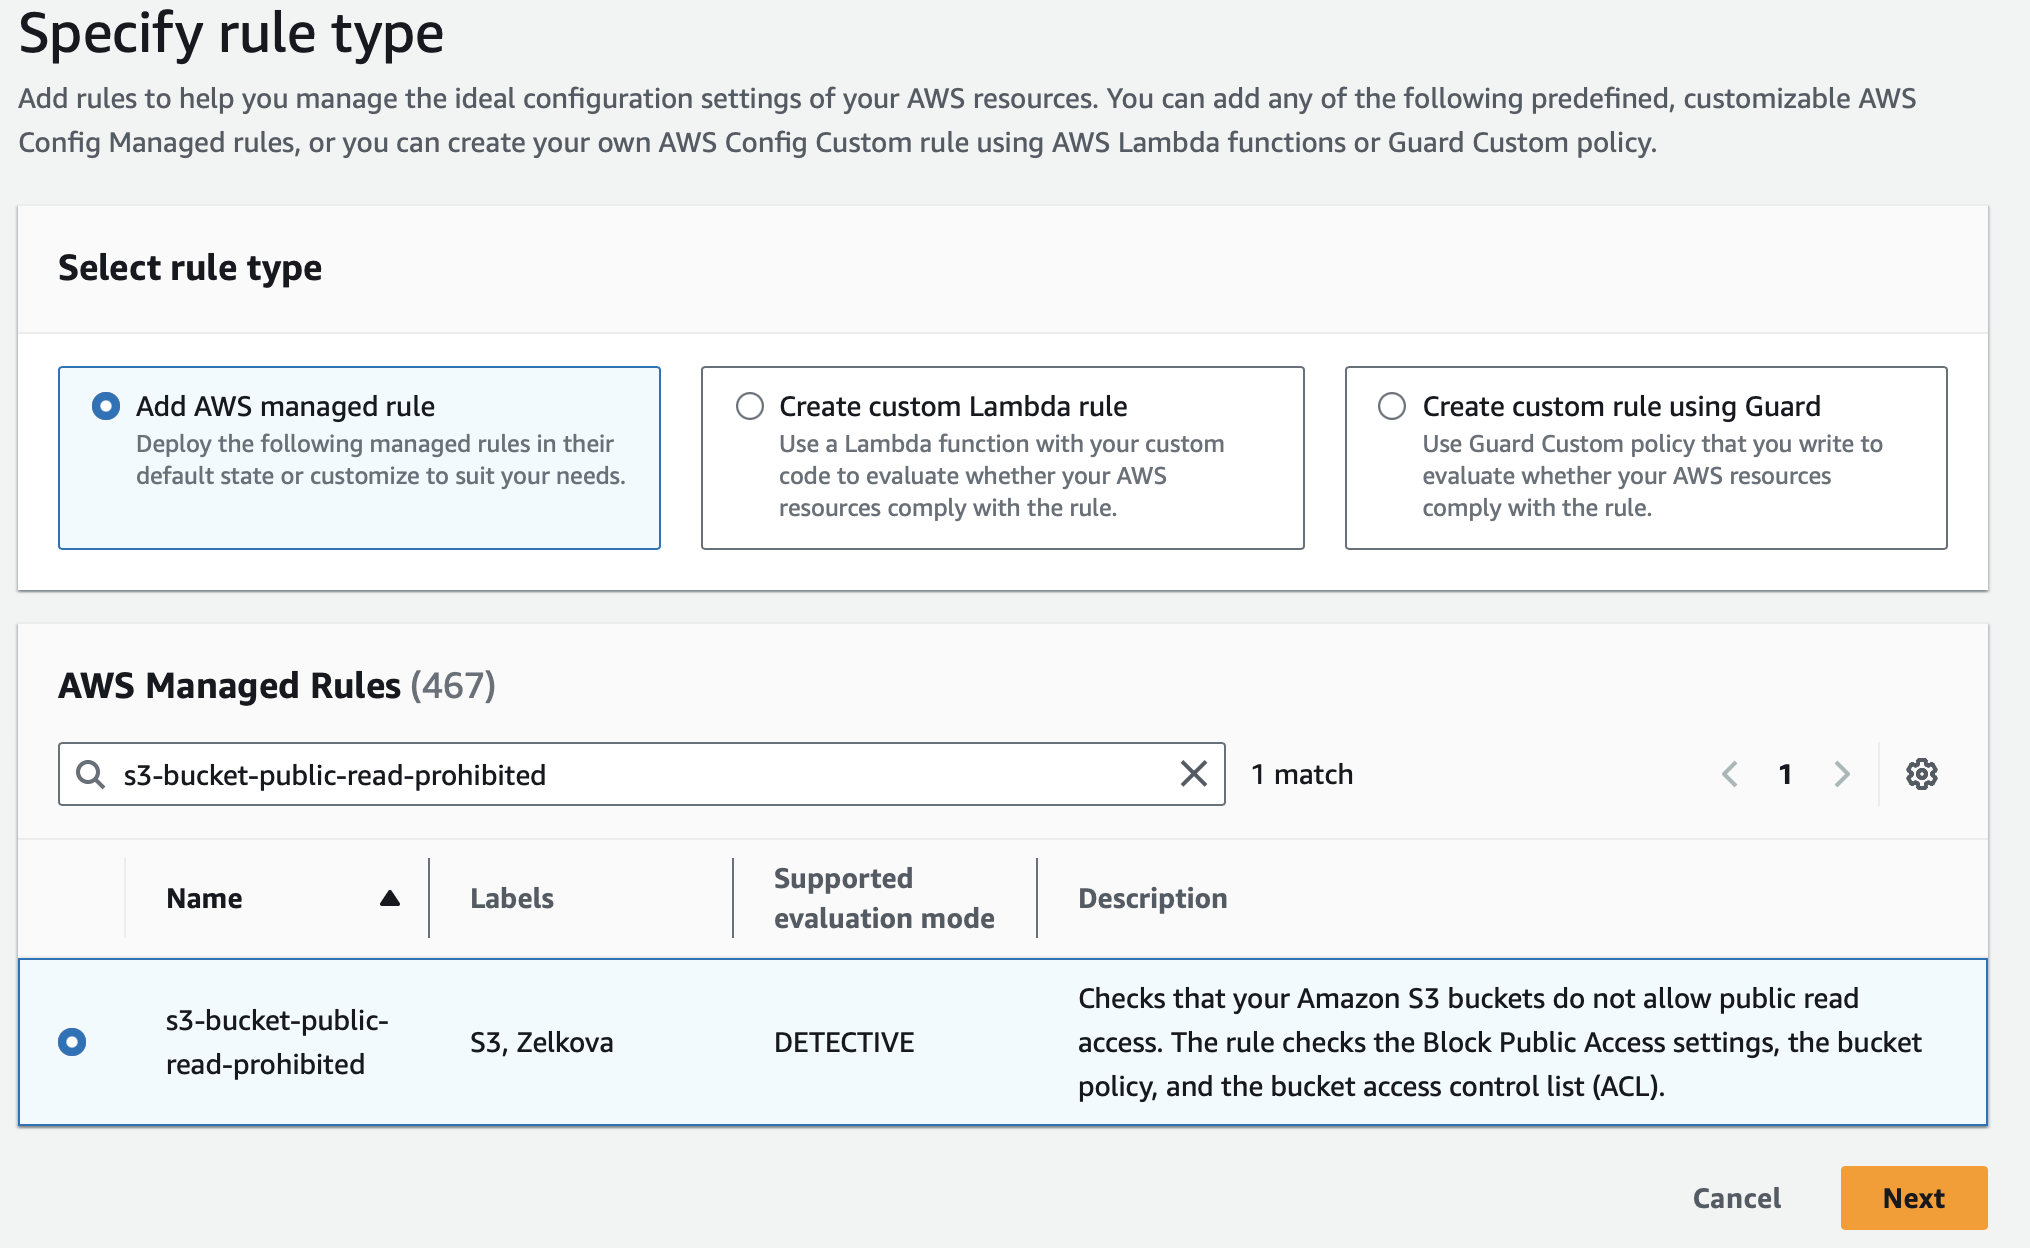 Specify rule type
Add rules to help you manage the ideal configuration settings of your AWS resources. You can add any of the following predefined, customizable AWS
Config Managed rules, or you can create your own AWS Config Custom rule using AWS Lambda functions or Guard Custom policy.
Select rule type
Add AWS managed rule
Deploy the following managed rules in their
default state or customize to suit your needs.
Create custom Lambda rule
Use a Lambda function with your custom
code to evaluate whether your AWS
resources comply with the rule.
Create custom rule using Guard
Use Guard Custom policy that you write to
evaluate whether your AWS resources
comply with the rule.
AWS Managed Rules (467)
s3-bucket-public-read-prohibited
1 match
1
Name
Labels
Supported
evaluation mode
Description
s3-bucket-public-
read-prohibited
S3, Zelkova
DETECTIVE
Checks that your Amazon S3 buckets do not allow public read
access. The rule checks the Block Public Access settings, the bucket
policy, and the bucket access control list (ACL).
Cancel
Next